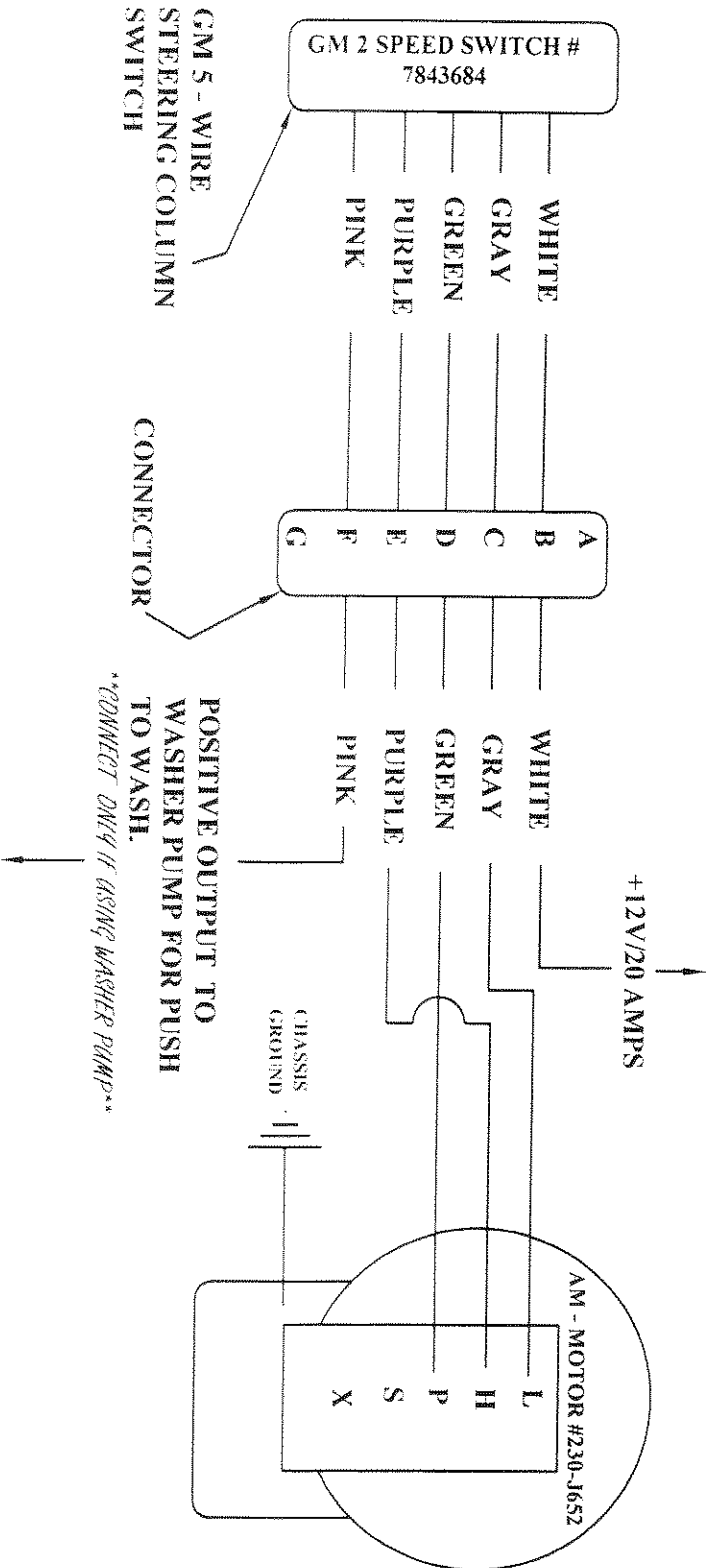 GM 2 SPEED SWITCH #
7843684
GM 5 - WIRE
STEERING COLUMN
SWITCH
WHITE
GRAY
GREEN
PURPLE
PINK
A
B
C
D
E
F
G
CONNECTOR
WHITE
GRAY
GREEN
PURPLE
PINK
+12V/20 AMPS
POSITIVE OUTPUT TO
WASHER PUMP FOR PUSH
TO WASH.
**CONNECT ONLY IF USING WASHER PUMP**
CHASSIS
GROUND
AM - MOTOR #230-J652
L
H
P
S
X